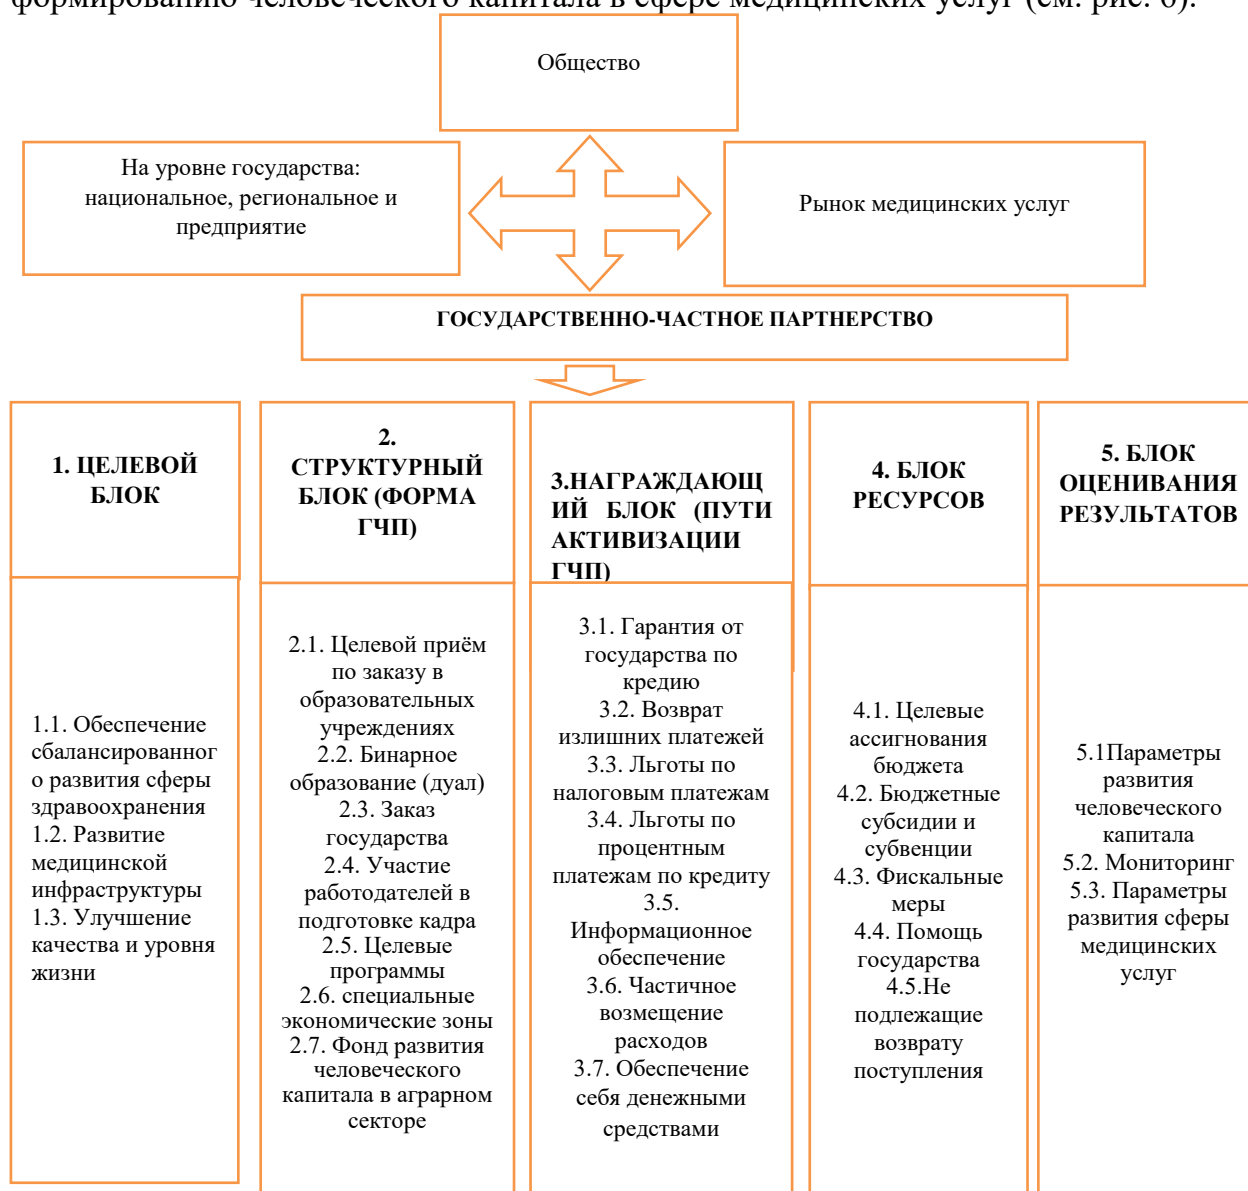 формированию человеческого капитала в сфере медицинских услуг (см. рис. 6).
Общество
На уровне государства:
национальное, региональное и
предприятие
Рынок медицинских услуг
ГОСУДАРСТВЕННО-ЧАСТНОЕ ПАРТНЕРСТВО
1. ЦЕЛЕВОЙ
БЛОК
2.
СТРУКТУРНЫЙ
БЛОК (ФОРМА
ГЧП)
3.НАГРАЖДАЮЩ
ИЙ БЛОК (ПУТИ
АКТИВИЗАЦИИ
ГЧП)
4. БЛОК
РЕСУРСОВ
5. БЛОК
ОЦЕНИВАНИЯ
РЕЗУЛЬТАТОВ
1.1. Обеспечение
сбалансированног
о развития сферы
здравоохранения
1.2. Развитие
медицинской
инфраструктуры
1.3. Улучшение
качества и уровня
жизни
2.1. Целевой приём
по заказу в
образовательных
учреждениях
2.2. Бинарное
образование (дуал)
2.3. Заказ
государства
2.4. Участие
работодателей в
подготовке кадра
2.5. Целевые
программы
2.6. специальные
экономические зоны
2.7. Фонд развития
человеческого
капитала в аграрном
секторе
3.1. Гарантия от
государства по
кредию
3.2. Возврат
излишних платежей
3.3. Льготы по
налоговым платежам
3.4. Льготы по
процентным
платежам по кредиту
3.5.
Информационное
обеспечение
3.6. Частичное
возмещение
расходов
3.7. Обеспечение
себя денежными
средствами
4.1. Целевые
ассигнования
бюджета
4.2. Бюджетные
субсидии и
субвенции
4.3. Фискальные
меры
4.4. Помощь
государства
4.5.Не
подлежащие
возврату
поступления
5.1Параметры
развития
человеческого
капитала
5.2. Мониторинг
5.3. Параметры
развития сферы
медицинских
услуг